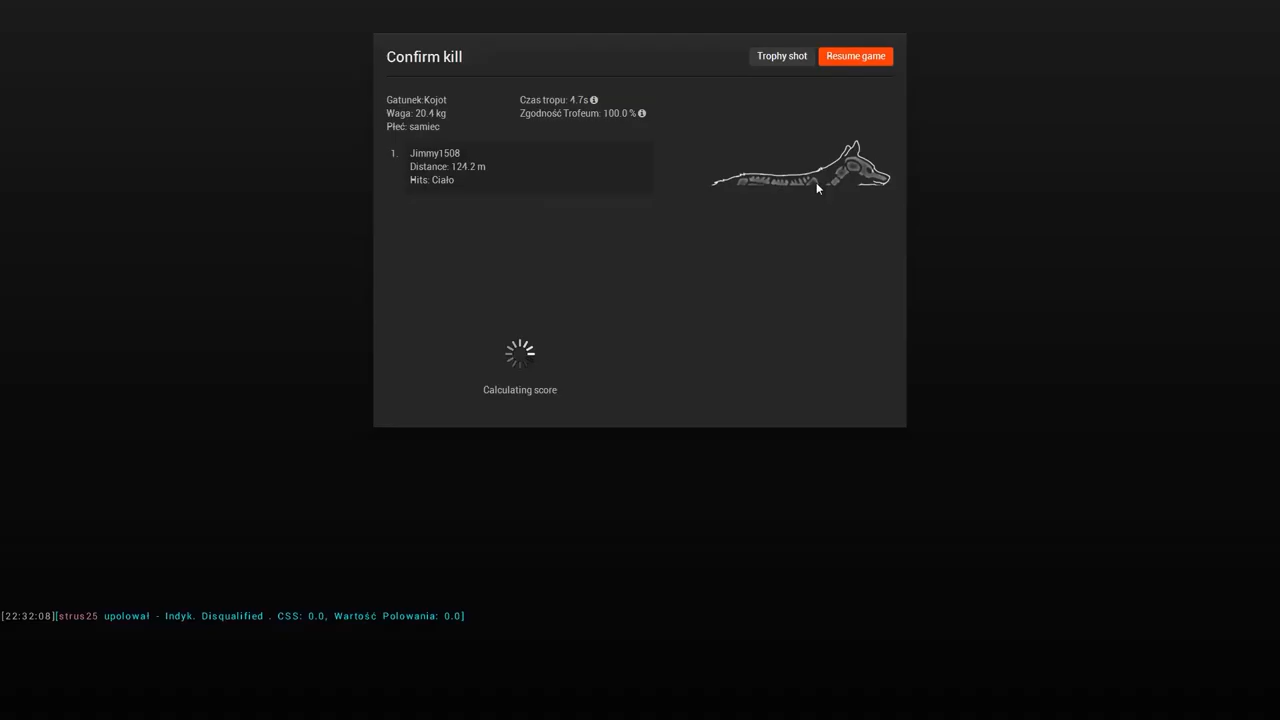 Confirm kill
Trophy shot
Resume game
Gatunek:Kojot
Waga: 20.4 kg
Płeć: samiec
Czas tropu: 4.7s
Zgodność Trofeum: 100.0 %
1. Jimmy1508
Distance: 124.2 m
Hits: Ciało
Calculating score
[22:32:08][strus25 upolował - Indyk. Disqualified . CSS: 0.0, Wartość Polowania: 0.0]